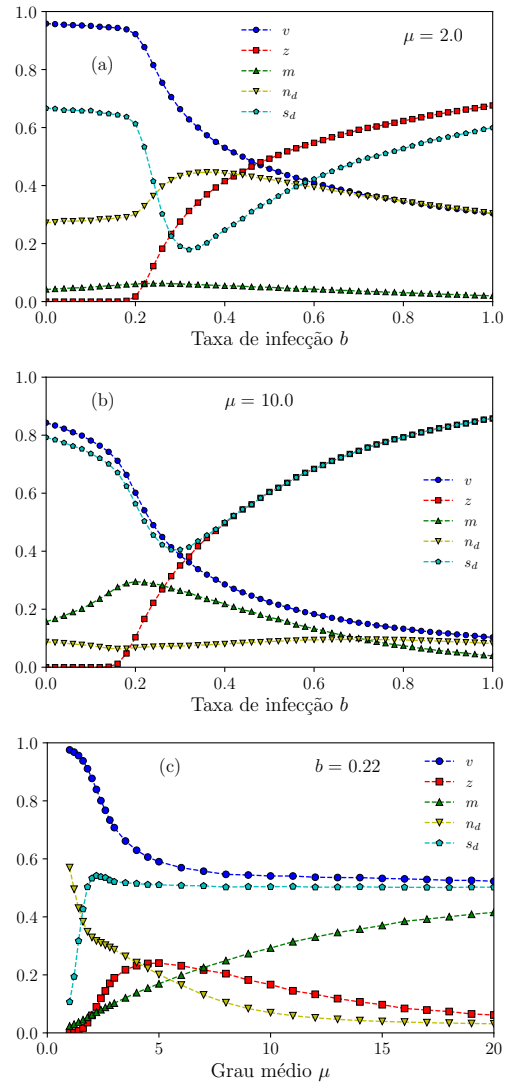 1.0
0.8
0.6
0.4
0.2
0.0
(a)
v
z
m
n_d
s_d
μ = 2.0
0.0 0.2 0.4 0.6 0.8 1.0
Taxa de infecção b
1.0
0.8
0.6
0.4
0.2
0.0
(b)
μ = 10.0
v
z
m
n_d
s_d
0.0 0.2 0.4 0.6 0.8 1.0
Taxa de infecção b
1.0
0.8
0.6
0.4
0.2
0.0
(c)
b = 0.22
v
z
m
n_d
s_d
0.0 5 10 15 20
Grau médio μ